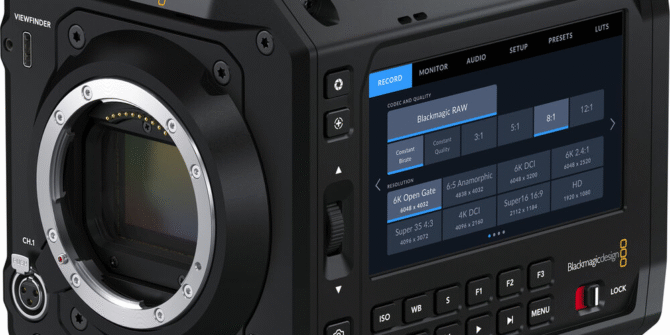 VIEWFINDER
RECORD MONITOR AUDIO SETUP PRESETS LUTS
CODEC AND QUALITY
Blackmagic RAW
Constant Bitrate
Constant Quality
3:1 5:1 8:1 12:1
RESOLUTION
6K Open Gate
6048 x 4032
6:5 Anamorphic
4838 x 4032
6K DCI
6048 x 3200
6K 2.4:1
6048 x 2520
Super 35 4:3
4096 x 3072
4K DCI
4096 x 2160
Super16 16:9
2112 x 1184
HD
1920 x 1080
Blackmagicdesign
CH.1
PUSH
ISO WB S F1 F2 F3
MENU
LOCK